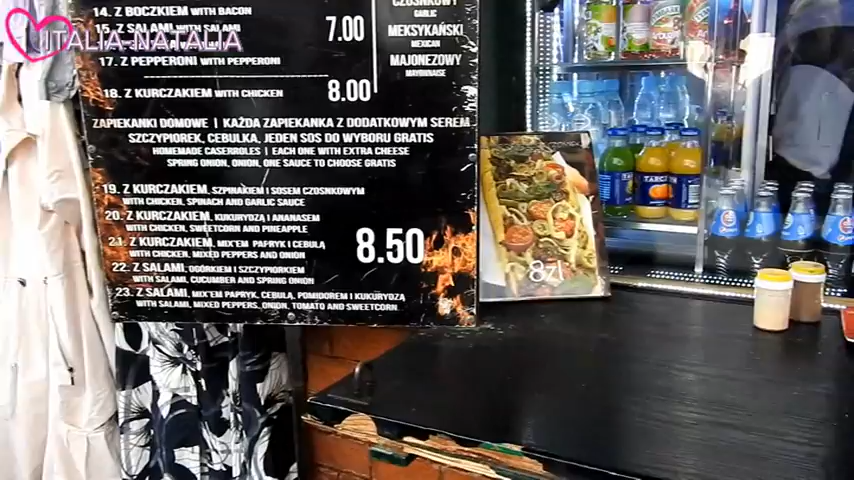 14. Z BOCZKIEM WITH BACON
15. Z SALAMI WITH SALAMI
ITALIA-NATALIA
17. Z PEPPERONI WITH PEPPERONI
7.00
18. Z KURCZAKIEM WITH CHICKEN
8.00
CZOSNKOWY
GARLIC
MEKSYKAŃSKI
MEXICAN
MAJONEZOWY
MAYONNAISE
ZAPIEKANKI DOMOWE | KAŻDA ZAPIEKANKA Z DODATKOWYM SEREM
SZCZYPIOREK, CEBULKA, JEDEN SOS DO WYBORU GRATIS
HOMEMADE CASSEROLE | EACH ONE WITH EXTRA CHEESE
SPRING ONION, ONION, ONE SAUCE TO CHOOSE GRATIS
19. Z KURCZAKIEM, SZPINAKIEM I SOSEM CZOSNKOWYM
WITH CHICKEN, SPINACH AND GARLIC
20. Z KURCZAKIEM, KUKURYDZĄ I ANANASEM
WITH CHICKEN, SWEETCORN AND PINEAPPLE
21. Z KURCZAKIEM, MIX'EM PAPRYK I CEBULĄ
WITH CHICKEN, MIXED PEPPERS AND ONION
22. Z SALAMI, OGÓRKIEM I SZCZYPIORKIEM
WITH SALAMI, CUCUMBER AND SPRING ONION
23. Z SALAMI, MIX'EM PAPRYK, CEBULĄ, POMIDOREM I KUKURYDZĄ
WITH SALAMI, MIXED PEPPERS, ONION, TOMATO AND SWEETCORN
8.50
8zł